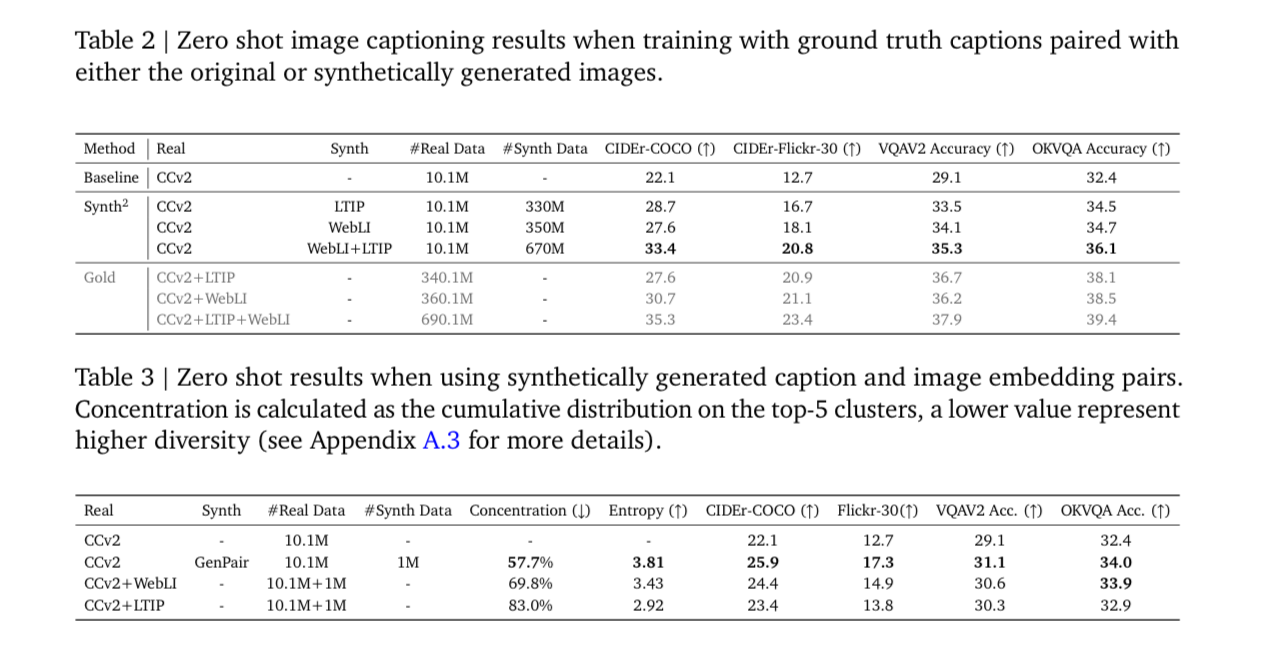 Table 2 | Zero shot image captioning results when training with ground truth captions paired with
either the original or synthetically generated images.
Method Real Synth #Real Data #Synth Data CIDEr-COCO (↑) CIDEr-Flickr-30 (↑) VQAV2 Accuracy (↑) OKVQA Accuracy (↑)
Baseline CCv2 - 10.1M - 22.1 12.7 29.1 32.4
Synth² CCv2 LTIP 10.1M 330M 28.7 16.7 33.5 34.5
CCv2 WebLI 10.1M 350M 27.6 18.1 34.1 34.7
CCv2 WebLI+LTIP 10.1M 670M 33.4 20.8 35.3 36.1
Gold CCv2+LTIP - 340.1M - 27.6 20.9 36.7 38.1
CCv2+WebLI - 360.1M - 30.7 21.1 36.2 38.5
CCv2+LTIP+WebLI - 690.1M - 35.3 23.4 37.9 39.4
Table 3 | Zero shot results when using synthetically generated caption and image embedding pairs.
Concentration is calculated as the cumulative distribution on the top-5 clusters, a lower value represent
higher diversity (see Appendix A.3 for more details).
Real Synth #Real Data #Synth Data Concentration (↓) Entropy (↑) CIDEr-COCO (↑) Flickr-30(↑) VQAV2 Acc. (↑) OKVQA Acc. (↑)
CCv2 - 10.1M - - - 22.1 12.7 29.1 32.4
CCv2 GenPair 10.1M 1M 57.7% 3.81 25.9 17.3 31.1 34.0
CCv2+WebLI - 10.1M+1M - 69.8% 3.43 24.4 14.9 30.6 33.9
CCv2+LTIP - 10.1M+1M - 83.0% 2.92 23.4 13.8 30.3 32.9